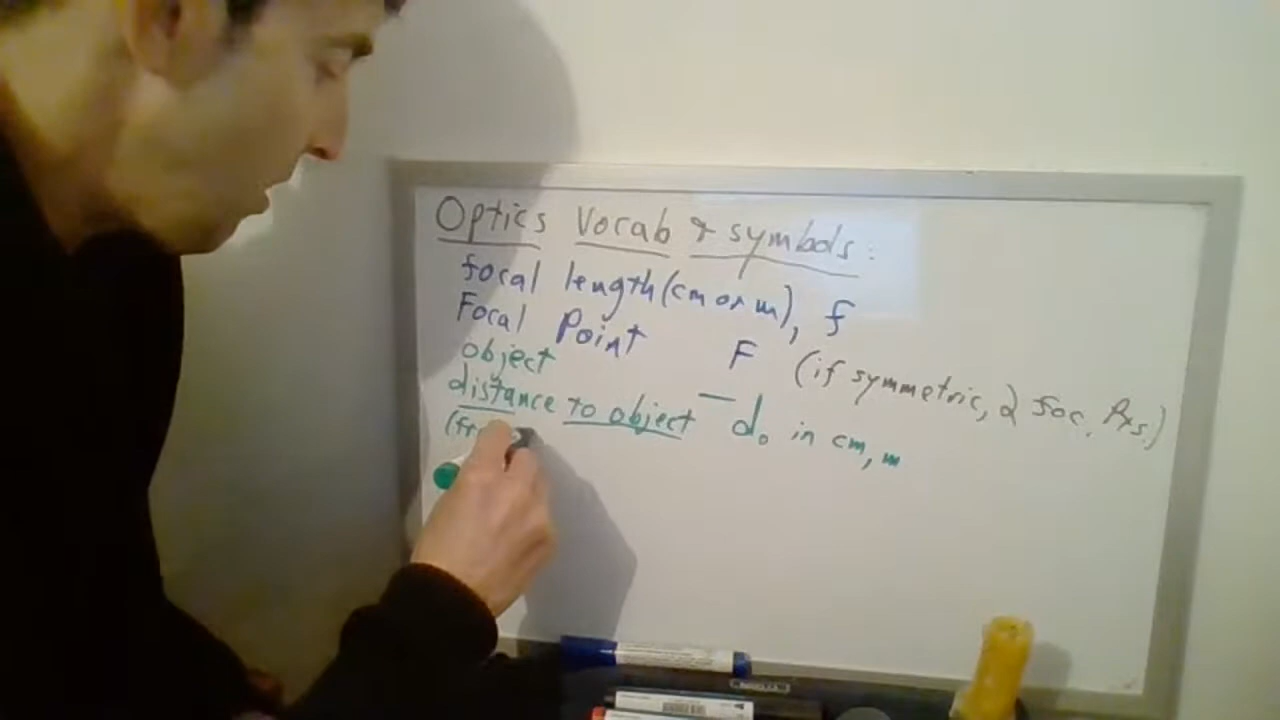 Optics Vocab & symbols:
focal length (cm or m), f
Focal Point F (if symmetric, 2 foc. Pts.)
object —
distance to object d₀ in cm, m